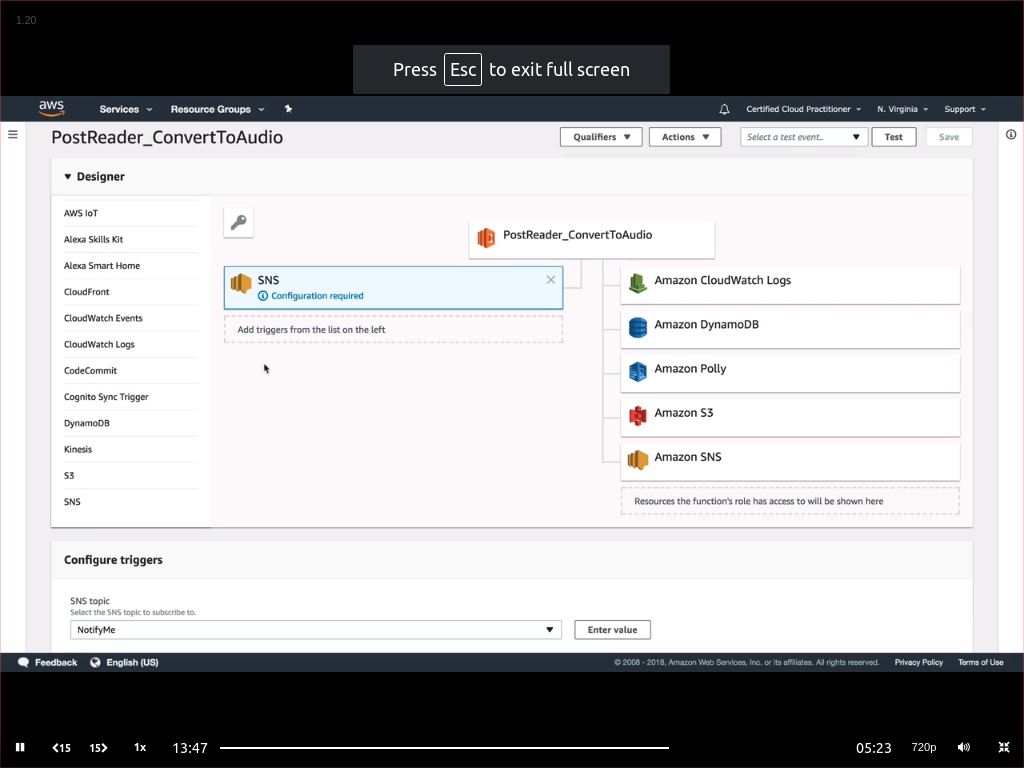 1.20
Press Esc to exit full screen
aws Services Resource Groups Certified Cloud Practitioner N. Virginia Support
PostReader_ConvertToAudio Qualifiers Actions Select a test event.. Test Save
Designer
AWS IoT
Alexa Skills Kit
Alexa Smart Home
CloudFront
CloudWatch Events
CloudWatch Logs
CodeCommit
Cognito Sync Trigger
DynamoDB
Kinesis
S3
SNS
PostReader_ConvertToAudio
SNS
Configuration required
Add triggers from the list on the left
Amazon CloudWatch Logs
Amazon DynamoDB
Amazon Polly
Amazon S3
Amazon SNS
Resources the function's role has access to will be shown here
Configure triggers
SNS topic
Select the SNS topic to subscribe to.
NotifyMe Enter value
Feedback English (US) © 2008 - 2018, Amazon Web Services, Inc. or its affiliates. All rights reserved. Privacy Policy Terms of Use
15 15 1x 13:47 05:23 720p